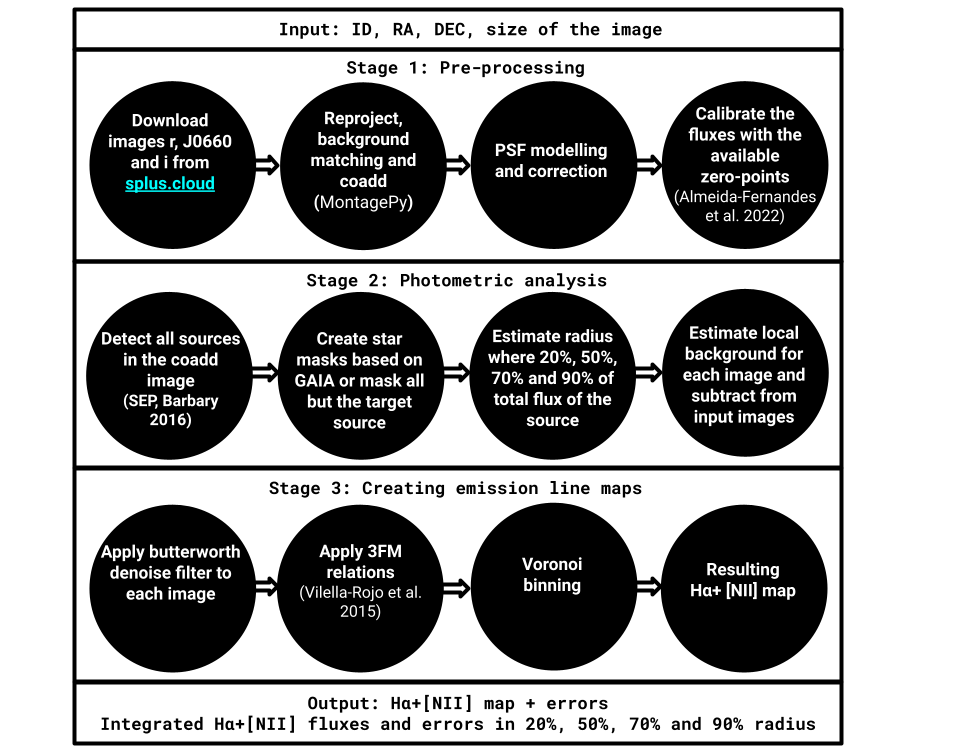 Input: ID, RA, DEC, size of the image
Stage 1: Pre-processing
Download
images r, J0660
and i from
splus.cloud
Reproject,
background
matching and
coadd
(MontagePy)
PSF modelling
and correction
Calibrate the
fluxes with the
available
zero-points
(Almeida-Fernandes
et al. 2022)
Stage 2: Photometric analysis
Detect all sources
in the coadd
image
(SEP, Barbary
2016)
Create star
masks based on
GAIA or mask all
but the target
source
Estimate radius
where 20%, 50%,
70% and 90% of
total flux of the
source
Estimate local
background for
each image and
subtract from
input images
Stage 3: Creating emission line maps
Apply butterworth
denoise filter to
each image
Apply 3FM
relations
(Vilella-Rojo et al.
2015)
Voronoi
binning
Resulting
Hα+ [NII] map
Output: Hα+[NII] map + errors
Integrated Hα+[NII] fluxes and errors in 20%, 50%, 70% and 90% radius